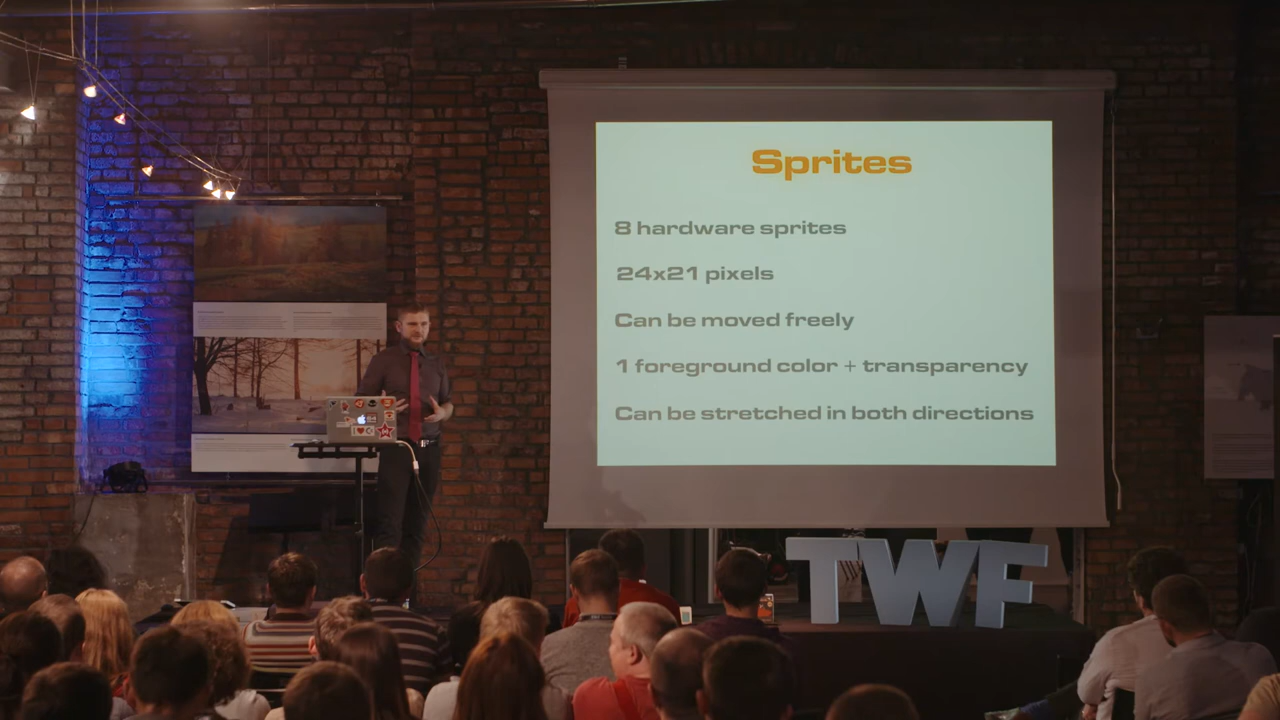 Sprites
8 hardware sprites
24x21 pixels
Can be moved freely
1 foreground color + transparency
Can be stretched in both directions
TWF